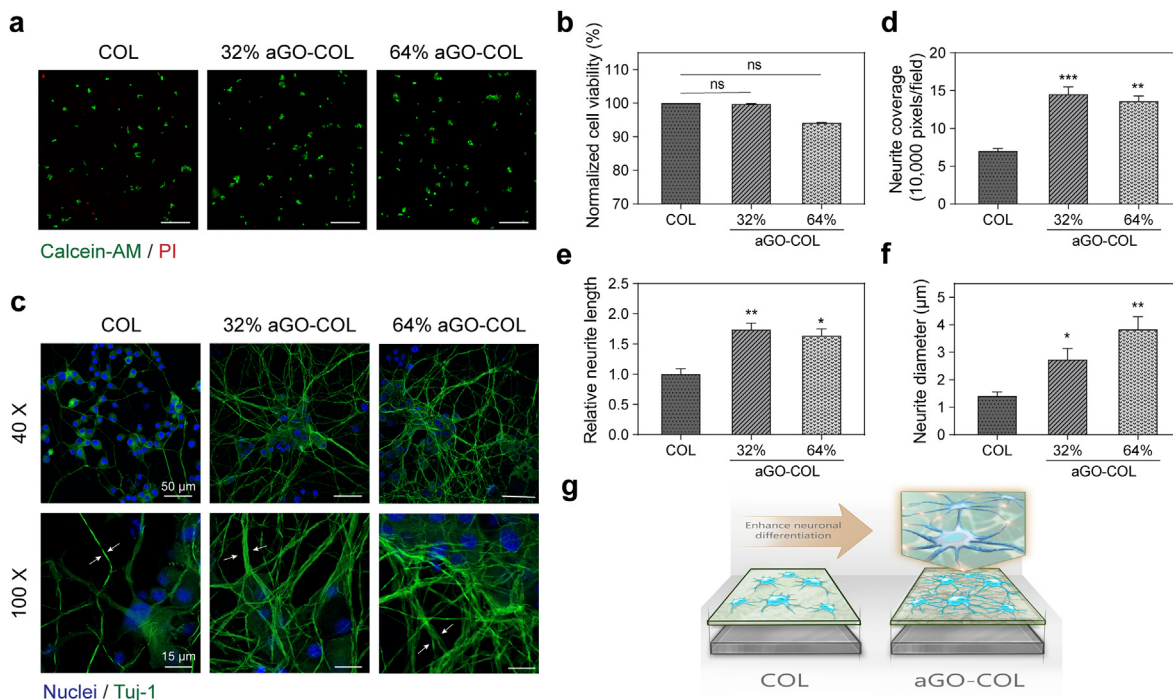 a
COL 32% aGO-COL 64% aGO-COL
Calcein-AM / PI
b
Normalized cell viability (%)
110
100
90
80
70
ns
ns
COL 32% 64%
aGO-COL
d
Neurite coverage
(10,000 pixels/field)
20
15
10
5
0
***
**
COL 32% 64%
aGO-COL
c
COL 32% aGO-COL 64% aGO-COL
40 X
50 µm
100 X
15 µm
Nuclei / Tuj-1
e
Relative neurite length
2.5
2.0
1.5
1.0
0.5
0.0
**
*
COL 32% 64%
aGO-COL
f
Neurite diameter (µm)
5
4
3
2
1
0
*
**
COL 32% 64%
aGO-COL
g
Enhance neuronal
differentiation
COL aGO-COL